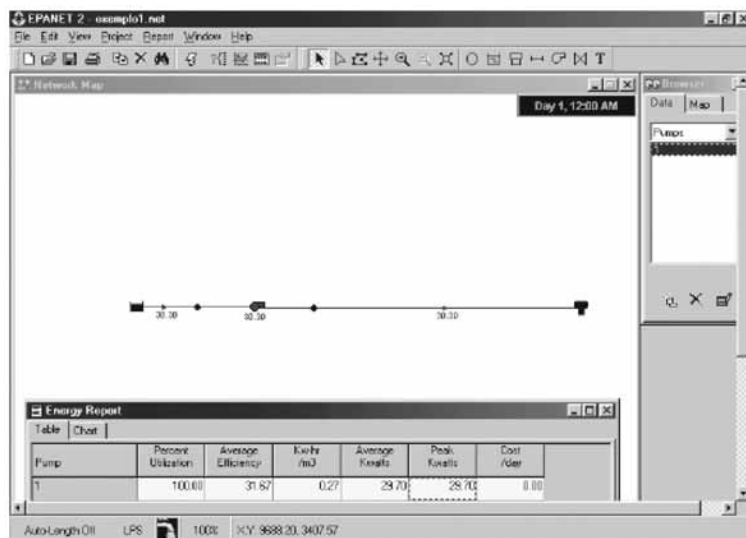 EPANET 2 - exemplo1.net
File Edit View Project Report Window Help
T
Network Map
Day 1, 12:00 AM
Browser
Data Map
Pumps
1
30.30 30.30 30.30
Energy Report
Table Chart
Pump Percent Utilization Average Efficiency Kw-hr /m3 Average Kwatts Peak Kwatts Cost /day
1 100.00 31.67 0.27 29.70 29.70 0.00
Auto-Length Off LPS 100% X,Y: 9688.20, 3407.57